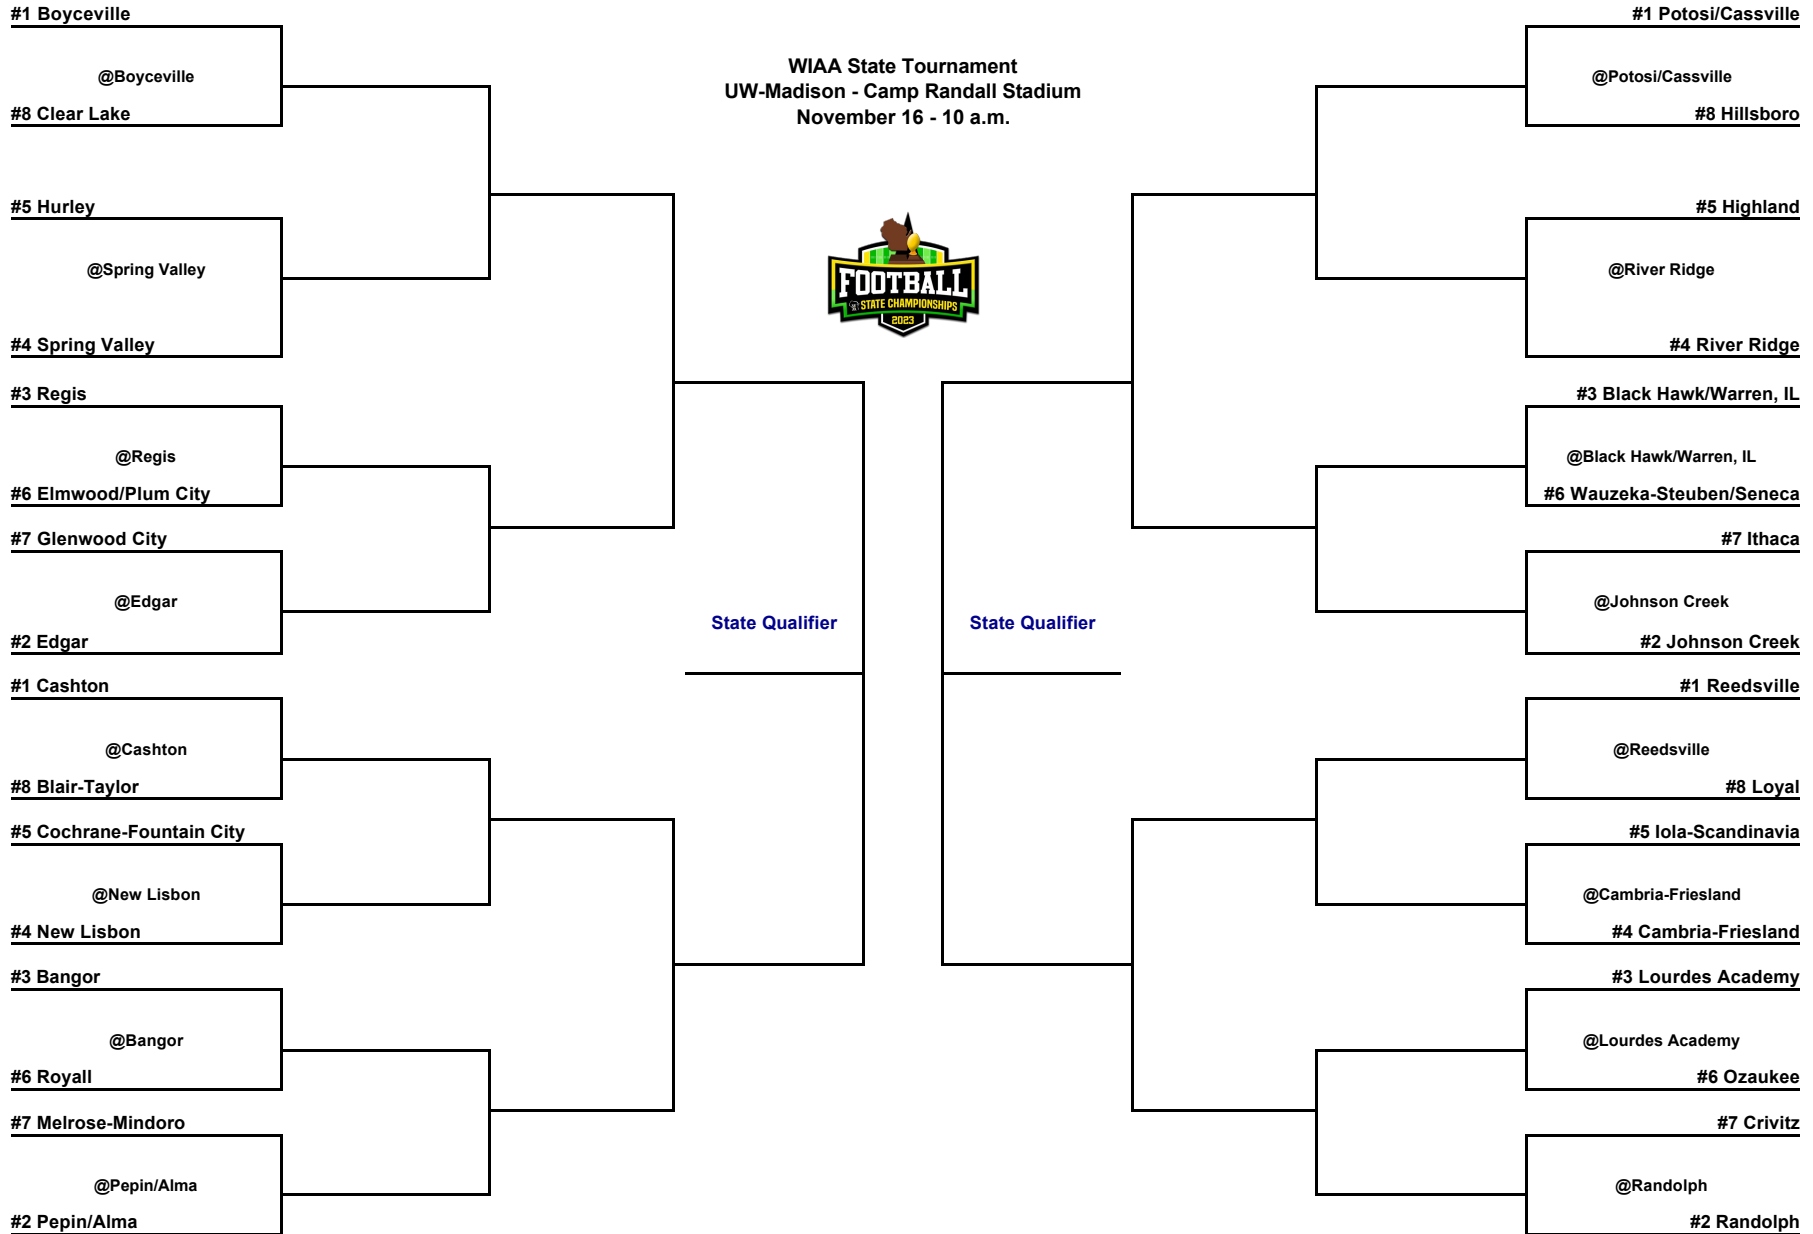 #1 Boyceville
@Boyceville
#8 Clear Lake
#5 Hurley
@Spring Valley
#4 Spring Valley
#3 Regis
@Regis
#6 Elmwood/Plum City
#7 Glenwood City
@Edgar
#2 Edgar
#1 Cashton
@Cashton
#8 Blair-Taylor
#5 Cochrane-Fountain City
@New Lisbon
#4 New Lisbon
#3 Bangor
@Bangor
#6 Royall
#7 Melrose-Mindoro
@Pepin/Alma
#2 Pepin/Alma
WIAA State Tournament
UW-Madison - Camp Randall Stadium
November 16 - 10 a.m.
FOOTBALL
STATE CHAMPIONSHIPS
2023
State Qualifier
State Qualifier
#1 Potosi/Cassville
@Potosi/Cassville
#8 Hillsboro
#5 Highland
@River Ridge
#4 River Ridge
#3 Black Hawk/Warren, IL
@Black Hawk/Warren, IL
#6 Wauzeka-Steuben/Seneca
#7 Ithaca
@Johnson Creek
#2 Johnson Creek
#1 Reedsville
@Reedsville
#8 Loyal
#5 Iola-Scandinavia
@Cambria-Friesland
#4 Cambria-Friesland
#3 Lourdes Academy
@Lourdes Academy
#6 Ozaukee
#7 Crivitz
@Randolph
#2 Randolph